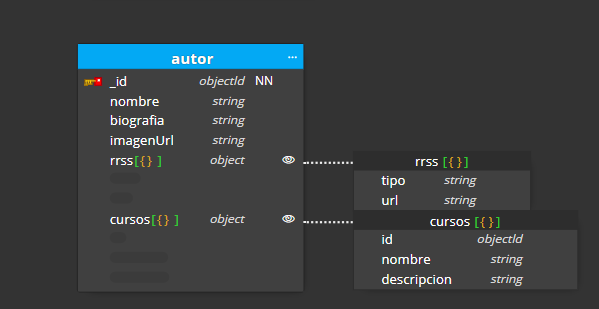 autor ...
_id objectId NN
nombre string
biografia string
imagenUrl string
rrss[{} ] object
cursos[{} ] object
rrss [{}]
tipo string
url string
cursos [{}]
id objectId
nombre string
descripcion string